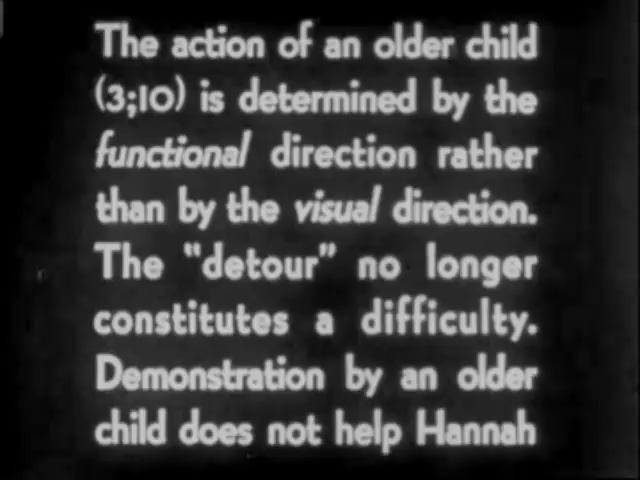 The action of an older child
(3;10) is determined by the
functional direction rather
than by the visual direction.
The "detour" no longer
constitutes a difficulty.
Demonstration by an older
child does not help Hannah